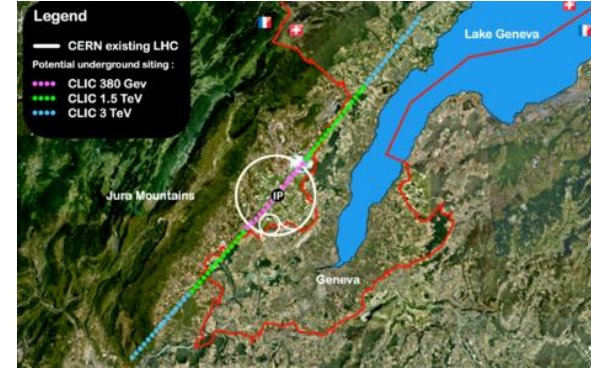 Legend
CERN existing LHC
Potential underground siting :
CLIC 380 Gev
CLIC 1.5 TeV
CLIC 3 TeV
Lake Geneva
Jura Mountains
IP
Geneva